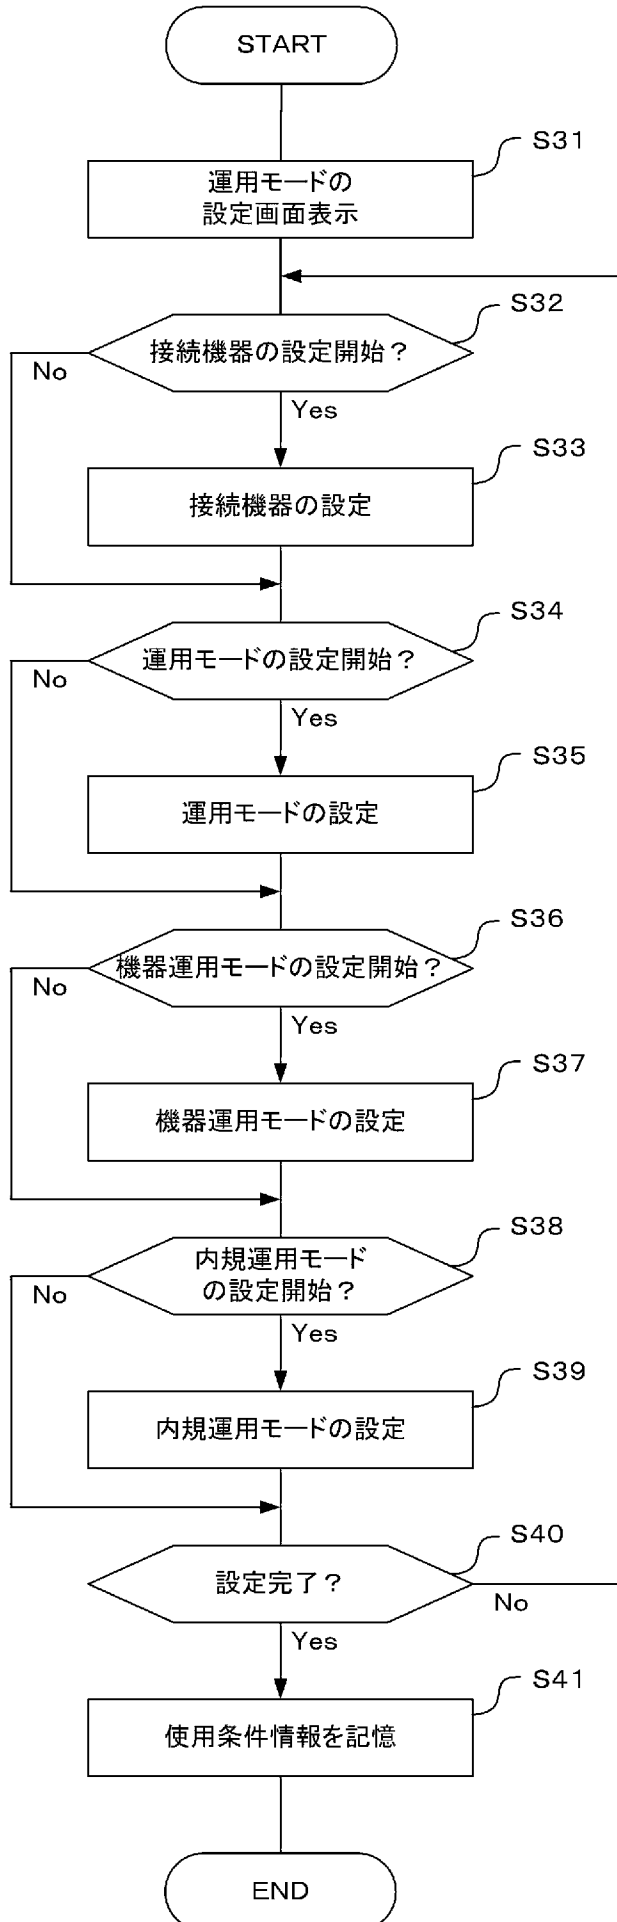 START
S31
運用モードの
設定画面表示
S32
接続機器の設定開始？
No
Yes
S33
接続機器の設定
S34
運用モードの設定開始？
No
Yes
S35
運用モードの設定
S36
機器運用モードの設定開始？
No
Yes
S37
機器運用モードの設定
S38
内規運用モード
の設定開始？
No
Yes
S39
内規運用モードの設定
S40
設定完了？
No
Yes
S41
使用条件情報を記憶
END